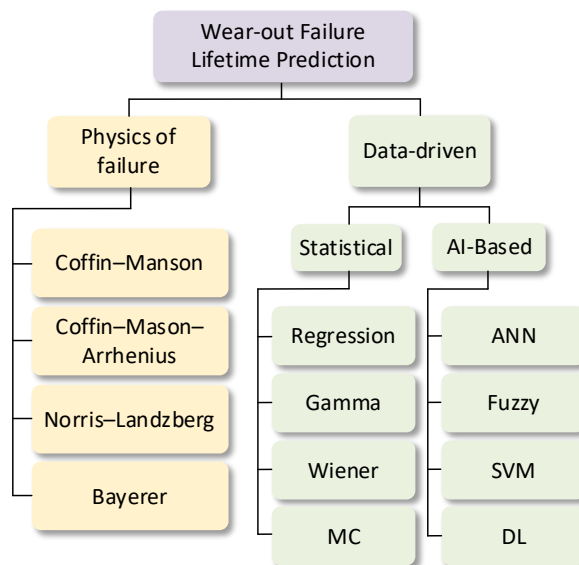 Wear-out Failure
Lifetime Prediction
Physics of
failure
Data-driven
Statistical
AI-Based
Coffin–Manson
Coffin–Mason–
Arrhenius
Norris–Landzberg
Bayerer
Regression
Gamma
Wiener
MC
ANN
Fuzzy
SVM
DL